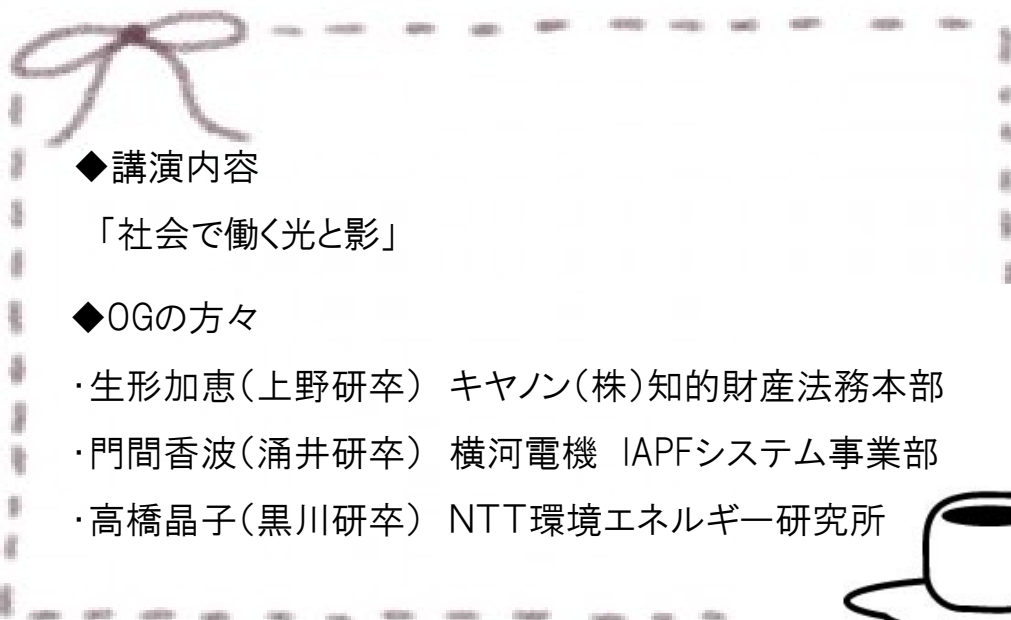 ◆講演内容
「社会で働く光と影」
◆OGの方々
・生形加恵(上野研卒) キヤノン(株)知的財産法務本部
・門間香波(涌井研卒) 横河電機 IAPFシステム事業部
・高橋晶子(黒川研卒) NTT環境エネルギー研究所